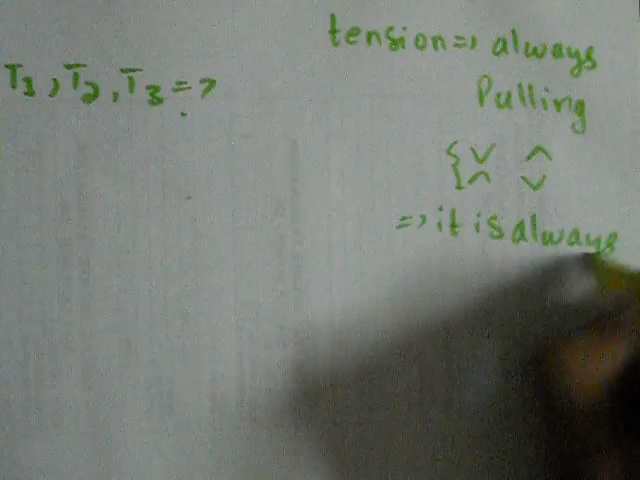 tension => always
T1, T2, T3 =>
Pulling
{ ∨ ∧
∧ ∨
=> it is always